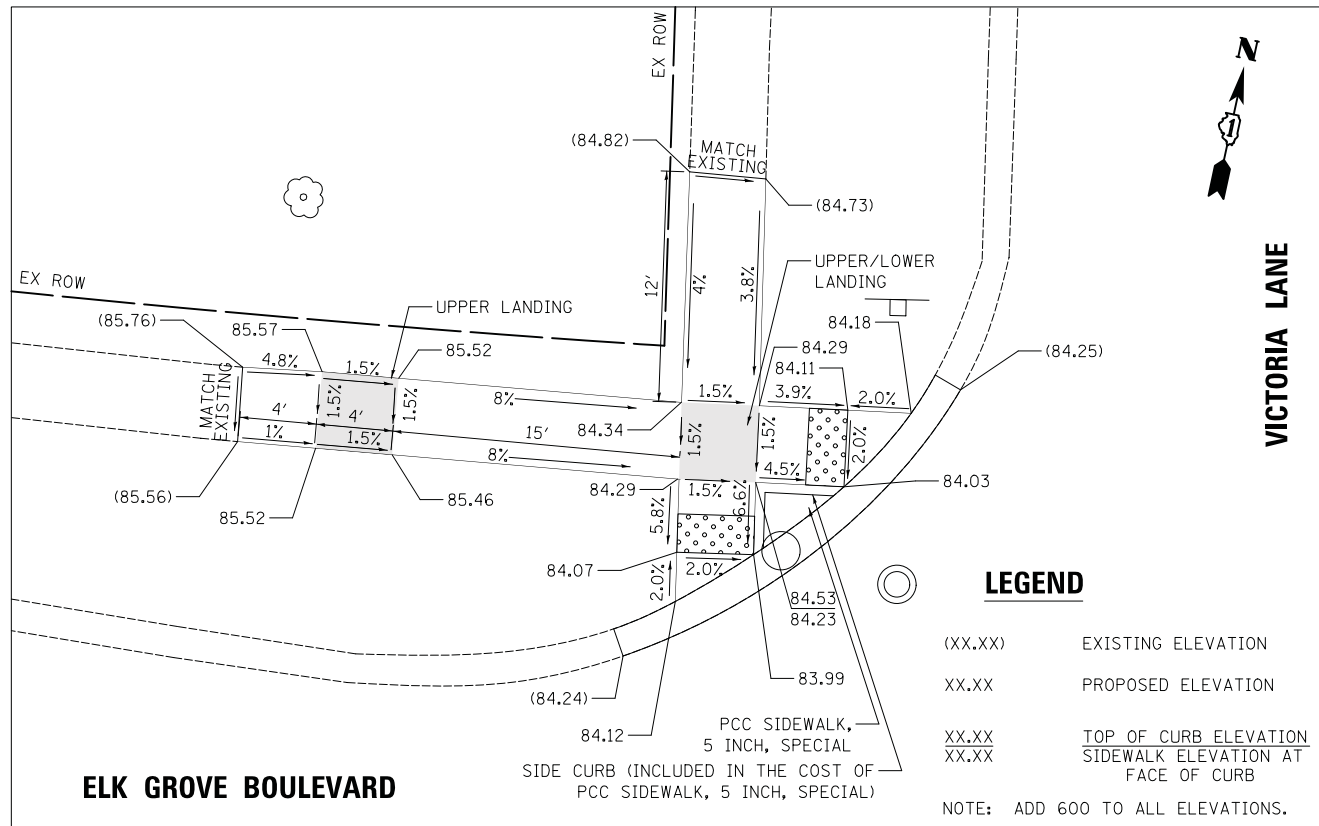 EX ROW
N
1
(84.82)
MATCH
EXISTING
(84.73)
VICTORIA LANE
12'
4%
3.8%
UPPER/LOWER
LANDING
EX ROW
UPPER LANDING
(85.76)
85.57
85.52
84.18
84.29
84.11
(84.25)
4.8%
1.5%
MATCH
EXISTING
1.5%
1.5%
8%
1.5%
3.9%
2.0%
4'
4'
15'
84.34
1.5%
1.5%
2.0%
1%
1.5%
8%
4.5%
(85.56)
85.52
85.46
84.29
1.5%
84.03
5.8%
6.6%
84.07
2.0%
2.0%
84.53
84.23
83.99
(84.24)
84.12
PCC SIDEWALK,
5 INCH, SPECIAL
SIDE CURB (INCLUDED IN THE COST OF
PCC SIDEWALK, 5 INCH, SPECIAL)
ELK GROVE BOULEVARD
LEGEND
(XX.XX) EXISTING ELEVATION
XX.XX PROPOSED ELEVATION
XX.XX TOP OF CURB ELEVATION
XX.XX SIDEWALK ELEVATION AT
FACE OF CURB
NOTE: ADD 600 TO ALL ELEVATIONS.